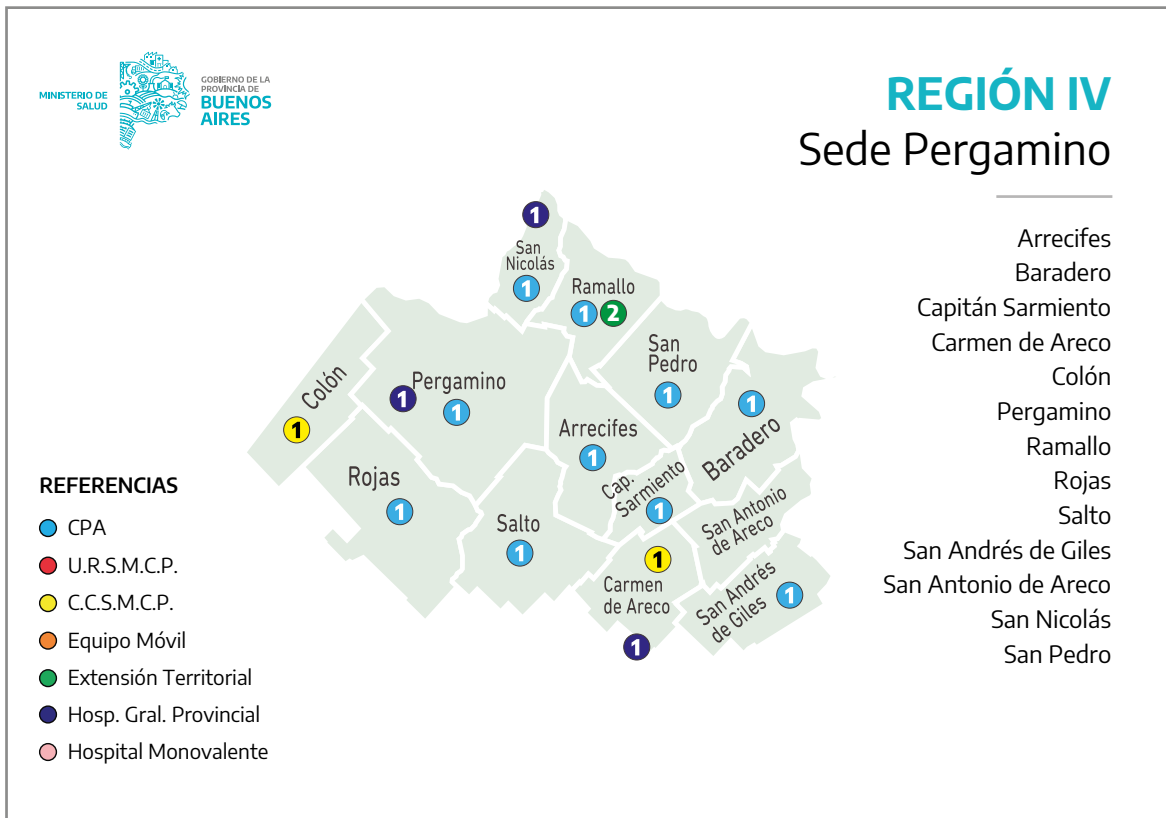 MINISTERIO DE
SALUD
GOBIERNO DE LA
PROVINCIA DE
BUENOS
AIRES
REGIÓN IV
Sede Pergamino
Arrecifes
Baradero
Capitán Sarmiento
Carmen de Areco
Colón
Pergamino
Ramallo
Rojas
Salto
San Andrés de Giles
San Antonio de Areco
San Nicolás
San Pedro
1
San
Nicolás
1
Ramallo
1 2
San
Pedro
1
Colón
1
Pergamino
1
1
Arrecifes
1
Baradero
1
Rojas
1
Salto
1
Cap.
Sarmiento
1
San Antonio
de Areco
1
Carmen
de Areco
1
San Andrés
de Giles
1
REFERENCIAS
CPA
U.R.S.M.C.P.
C.C.S.M.C.P.
Equipo Móvil
Extensión Territorial
Hosp. Gral. Provincial
Hospital Monovalente